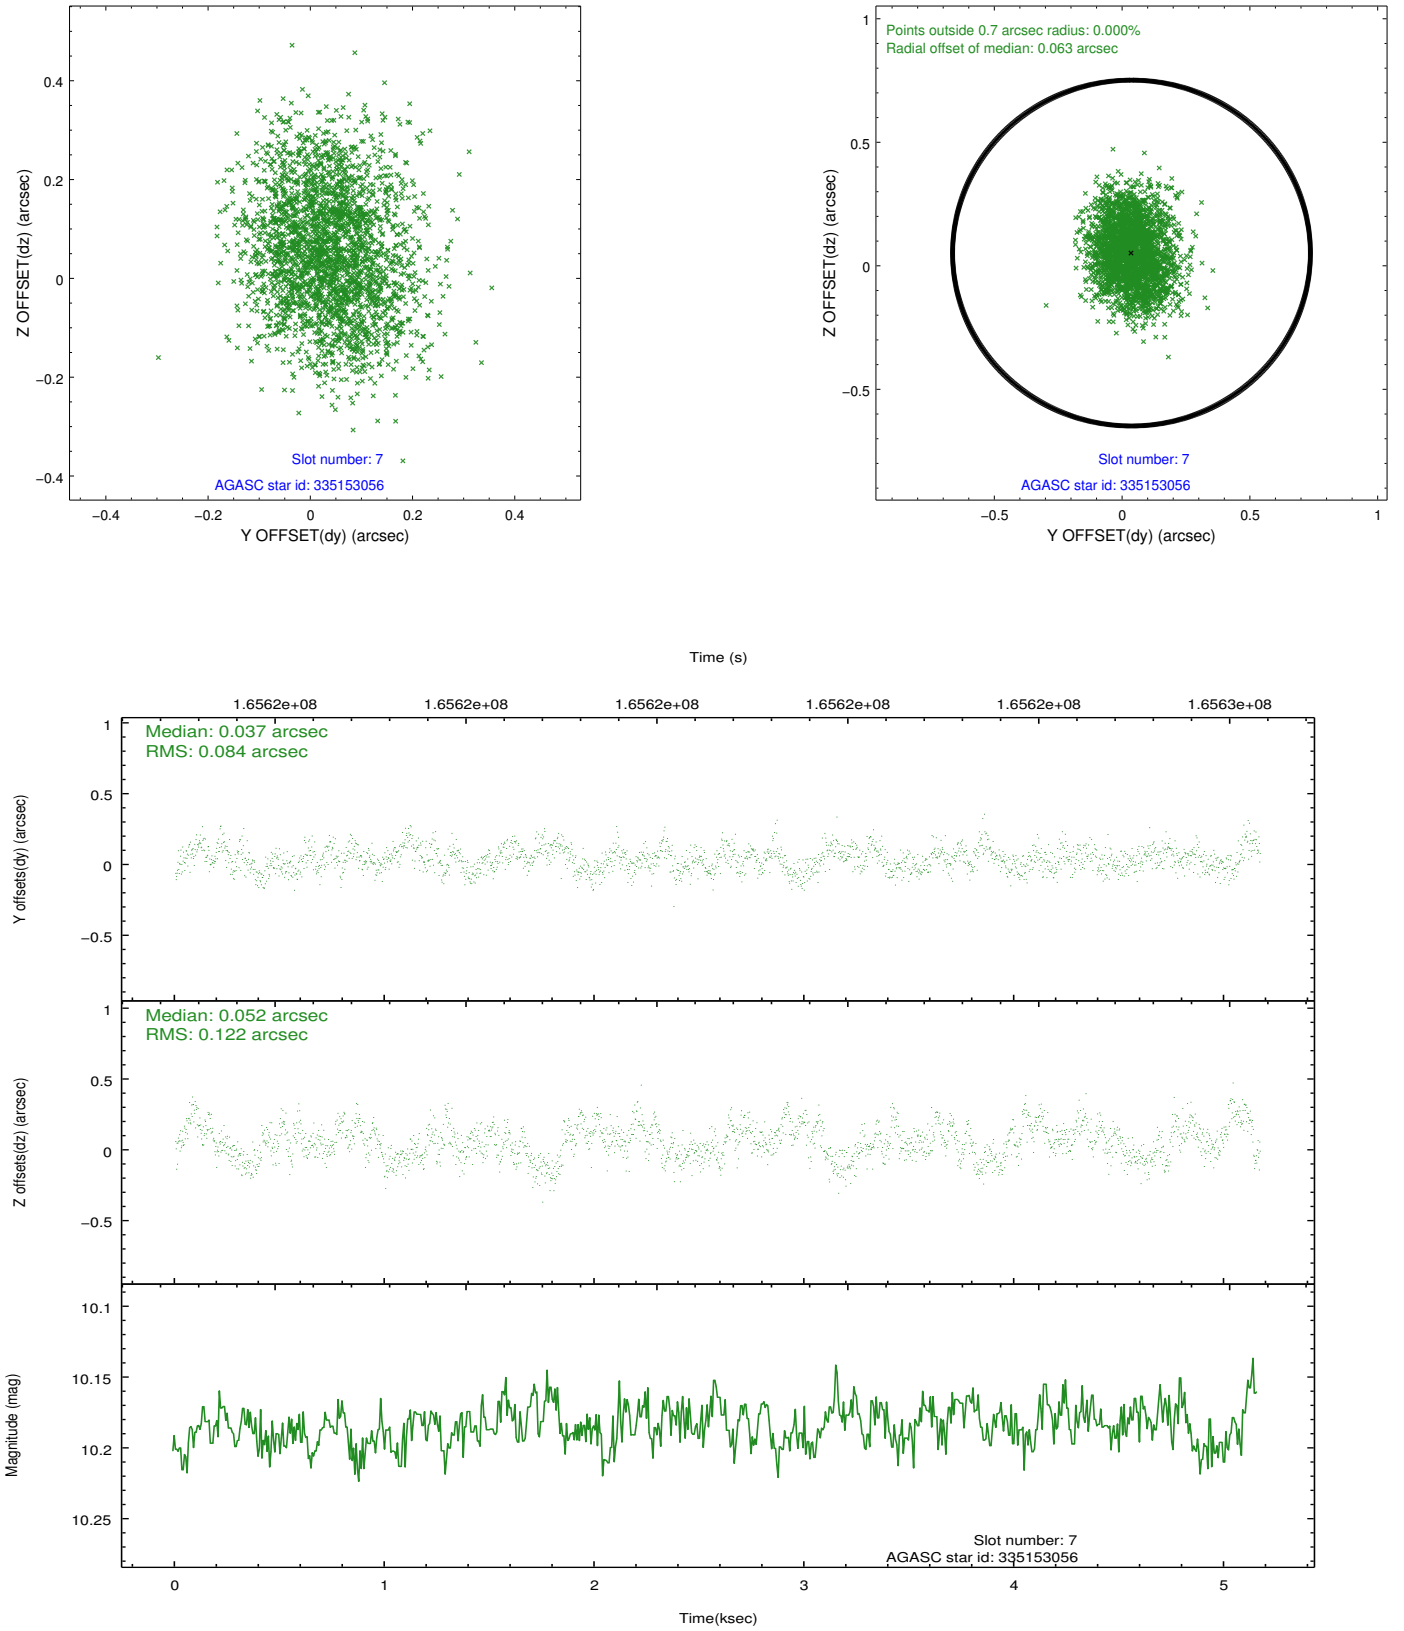 0.4
0.2
0
−0.2
−0.4
Z OFFSET(dz) (arcsec)
Slot number: 7
AGASC star id: 335153056
−0.4 −0.2 0 0.2 0.4
Y OFFSET(dy) (arcsec)
Points outside 0.7 arcsec radius: 0.000%
Radial offset of median: 0.063 arcsec
1
0.5
0
−0.5
Z OFFSET(dz) (arcsec)
Slot number: 7
AGASC star id: 335153056
−0.5 0 0.5 1
Y OFFSET(dy) (arcsec)
Time (s)
1.6562e+08 1.6562e+08 1.6562e+08 1.6562e+08 1.6562e+08 1.6563e+08
Median: 0.037 arcsec
RMS: 0.084 arcsec
1
0.5
0
−0.5
Y offsets(dy) (arcsec)
Median: 0.052 arcsec
RMS: 0.122 arcsec
1
0.5
0
−0.5
Z offsets(dz) (arcsec)
10.1
10.15
10.2
10.25
Magnitude (mag)
Slot number: 7
AGASC star id: 335153056
0 1 2 3 4 5
Time(ksec)